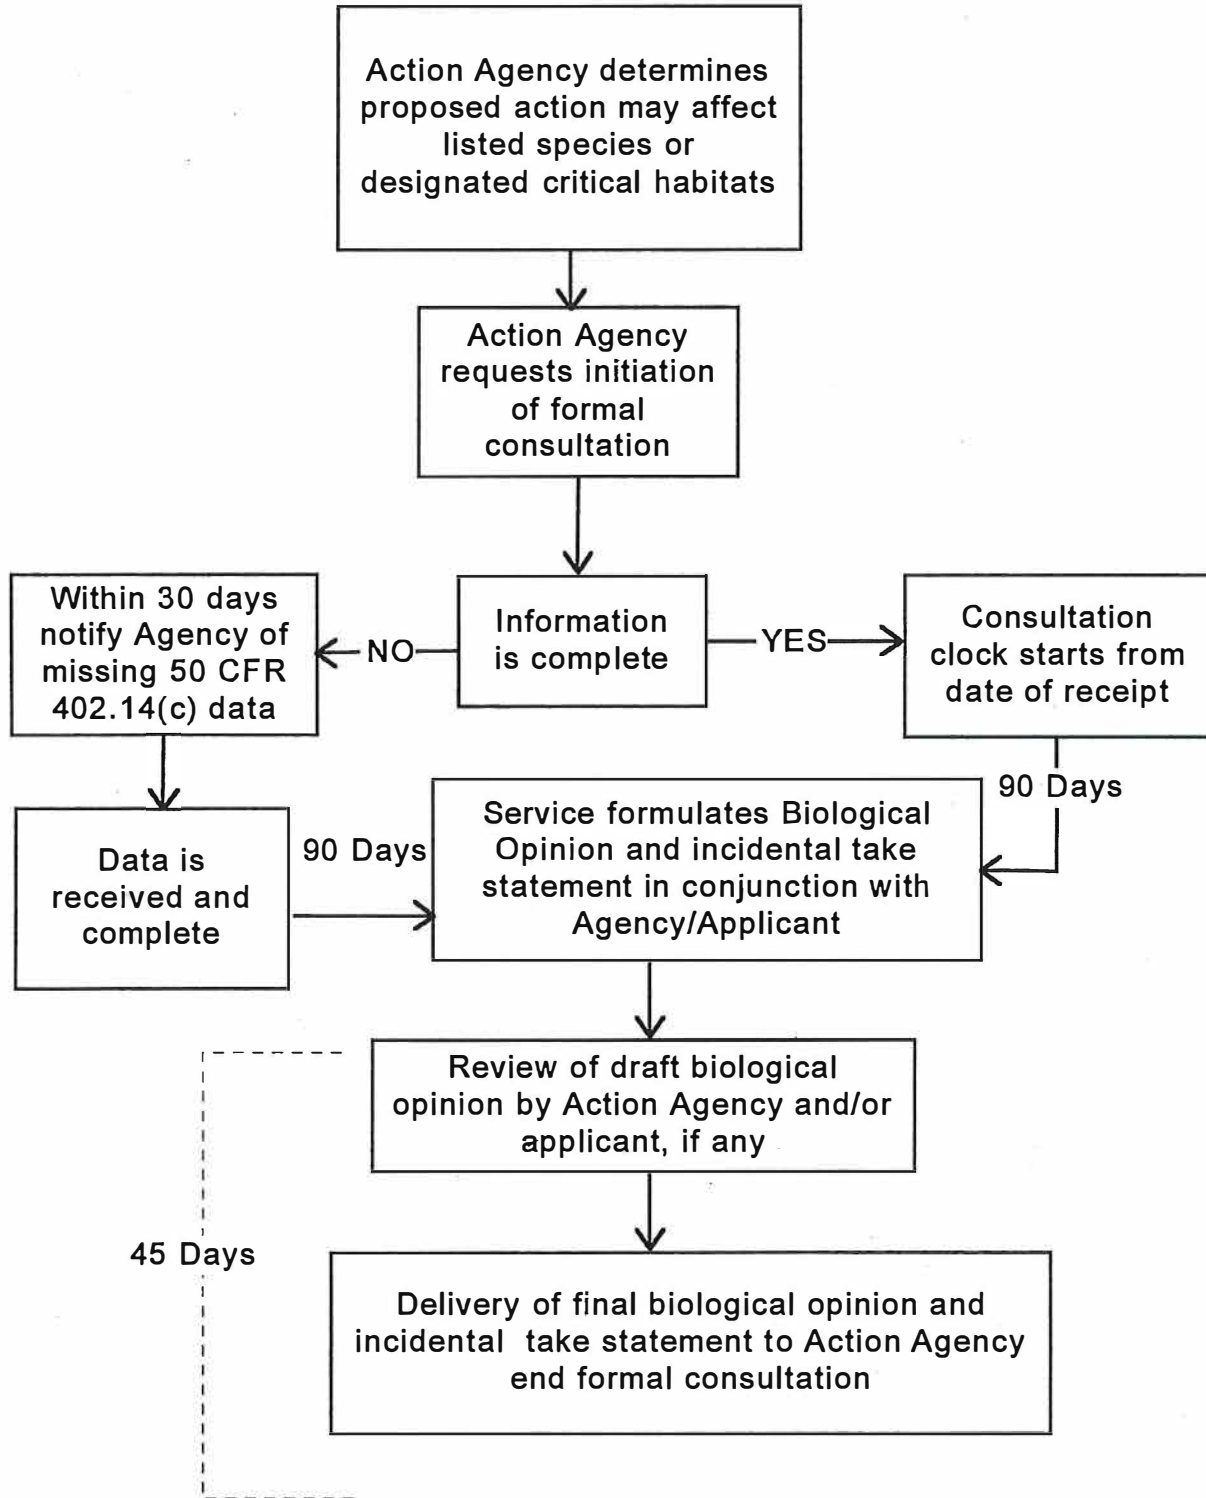 Action Agency determines
proposed action may affect
listed species or
designated critical habitats
Action Agency
requests initiation
of formal
consultation
Within 30 days
notify Agency of
missing 50 CFR
402.14(c) data
NO
Information
is complete
YES
Consultation
clock starts from
date of receipt
90 Days
Data is
received and
complete
90 Days
Service formulates Biological
Opinion and incidental take
statement in conjunction with
Agency/Applicant
Review of draft biological
opinion by Action Agency and/or
applicant, if any
45 Days
Delivery of final biological opinion and
incidental take statement to Action Agency
end formal consultation